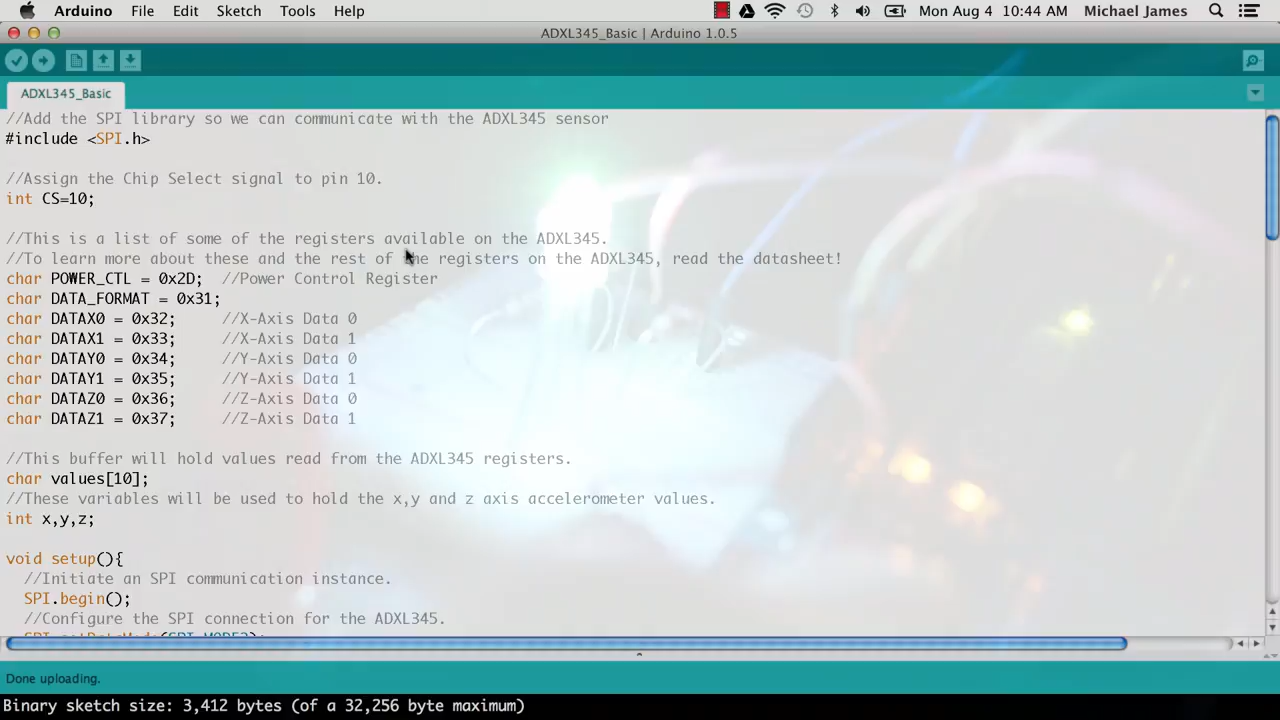 Arduino File Edit Sketch Tools Help Mon Aug 4 10:44 AM Michael James
ADXL345_Basic | Arduino 1.0.5
ADXL345_Basic
//Add the SPI library so we can communicate with the ADXL345 sensor
#include <SPI.h>
//Assign the Chip Select signal to pin 10.
int CS=10;
//This is a list of some of the registers available on the ADXL345.
//To learn more about these and the rest of the registers on the ADXL345, read the datasheet!
char POWER_CTL = 0x2D; //Power Control Register
char DATA_FORMAT = 0x31;
char DATAX0 = 0x32; //X-Axis Data 0
char DATAX1 = 0x33; //X-Axis Data 1
char DATAY0 = 0x34; //Y-Axis Data 0
char DATAY1 = 0x35; //Y-Axis Data 1
char DATAZ0 = 0x36; //Z-Axis Data 0
char DATAZ1 = 0x37; //Z-Axis Data 1
//This buffer will hold values read from the ADXL345 registers.
char values[10];
//These variables will be used to hold the x,y and z axis accelerometer values.
int x,y,z;
void setup(){
//Initiate an SPI communication instance.
SPI.begin();
//Configure the SPI connection for the ADXL345.
Done uploading.
Binary sketch size: 3,412 bytes (of a 32,256 byte maximum)